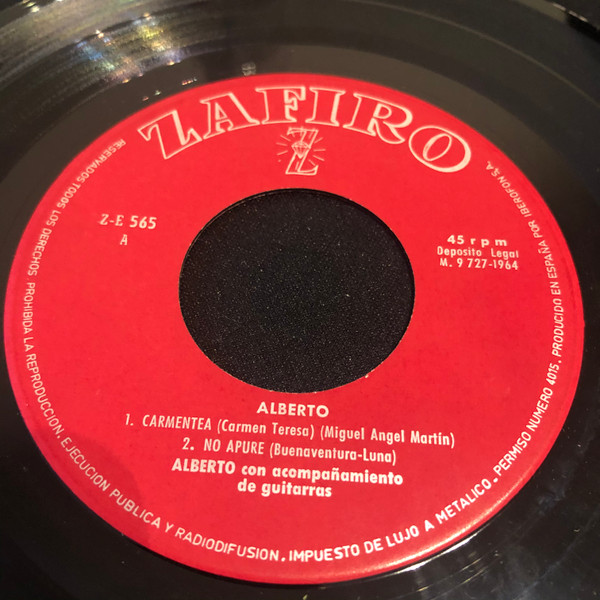 ZAFIRO
Z
Z-E 565
A
45 rpm
Deposito Legal
M. 9 727-1964
ALBERTO
1. CARMENTEA (Carmen Teresa) (Miguel Angel Martín)
2. NO APURE (Buenaventura-Luna)
ALBERTO con acompañamiento
de guitarras
RESERVADOS TODOS LOS DERECHOS PROHIBIDA LA REPRODUCCION, EJECUCION PUBLICA Y RADIODIFUSION. IMPUESTO DE LUJO A METALICO. PERMISO NUMERO 4015. PRODUCIDO EN ESPAÑA POR IBEROFON S.A.